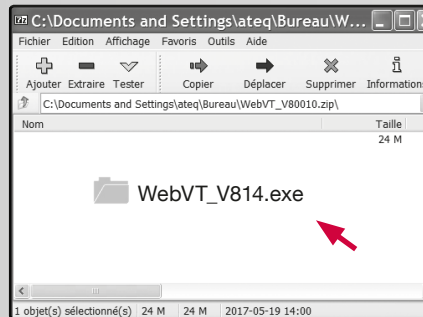 C:\Documents and Settings\ateq\Bureau\W...
Fichier Edition Affichage Favoris Outils Aide
Ajouter Extraire Tester Copier Déplacer Supprimer Informations
C:\Documents and Settings\ateq\Bureau\WebVT_V80010.zip\
Nom Taille
24 M
WebVT_V814.exe
1 objet(s) sélectionné(s) 24 M 24 M 2017-05-19 14:00